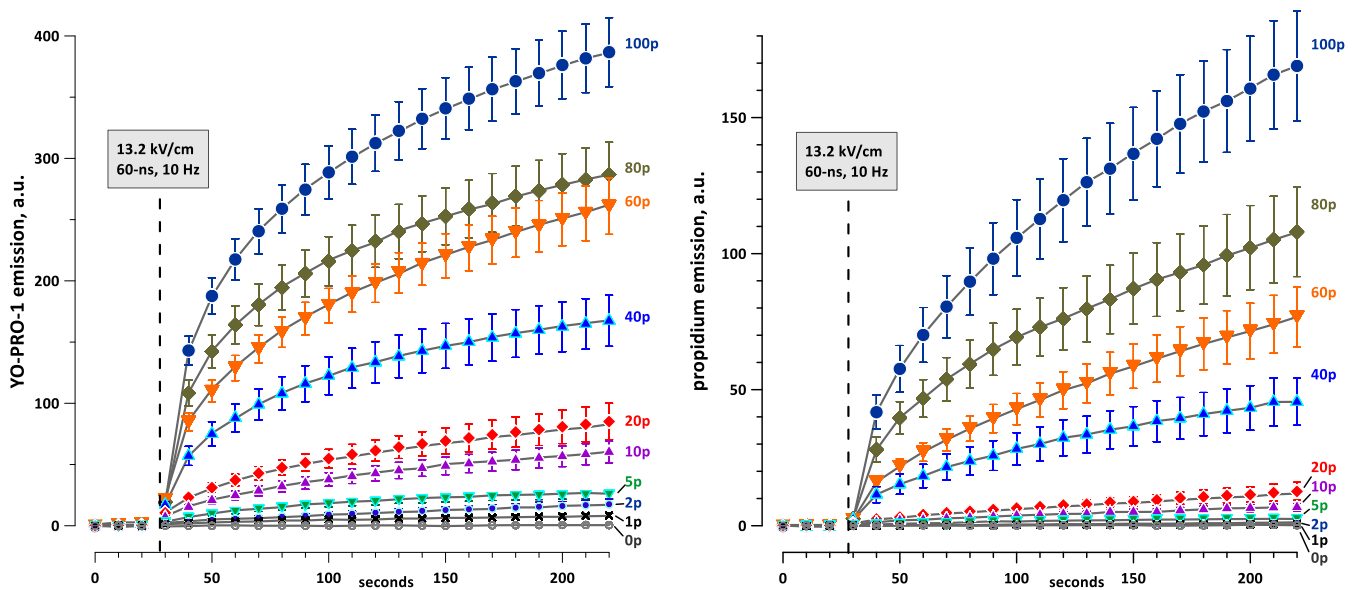 YO-PRO-1 emission, a.u.
400
300
200
100
0
13.2 kV/cm
60-ns, 10 Hz
100p
80p
60p
40p
20p
10p
5p
2p
1p
0p
0
50
100
150
200
seconds
propidium emission, a.u.
150
100
50
0
13.2 kV/cm
60-ns, 10 Hz
100p
80p
60p
40p
20p
10p
5p
2p
1p
0p
0
50
100
150
200
seconds